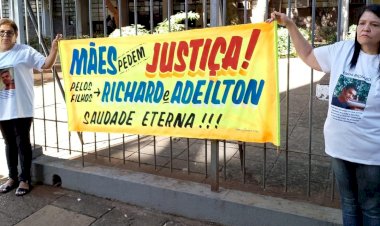 MÃES PEDEM JUSTIÇA!
PELOS FILHOS → RICHARD e ADEILTON
SAUDADE ETERNA!!!